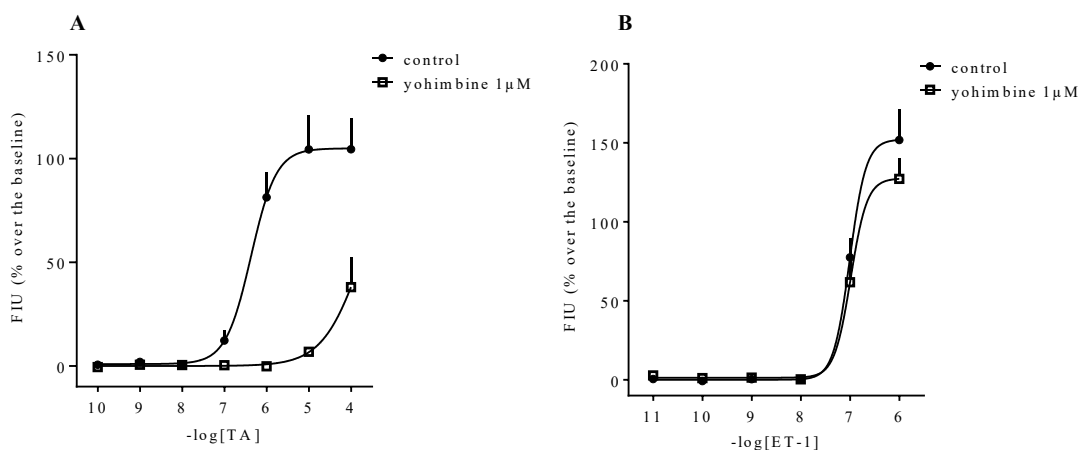 A
FIU (% over the baseline)
150
100
50
0
10 9 8 7 6 5 4
-log[TA]
control
yohimbine 1µM
B
FIU (% over the baseline)
200
150
100
50
0
11 10 9 8 7 6
-log[ET-1]
control
yohimbine 1µM